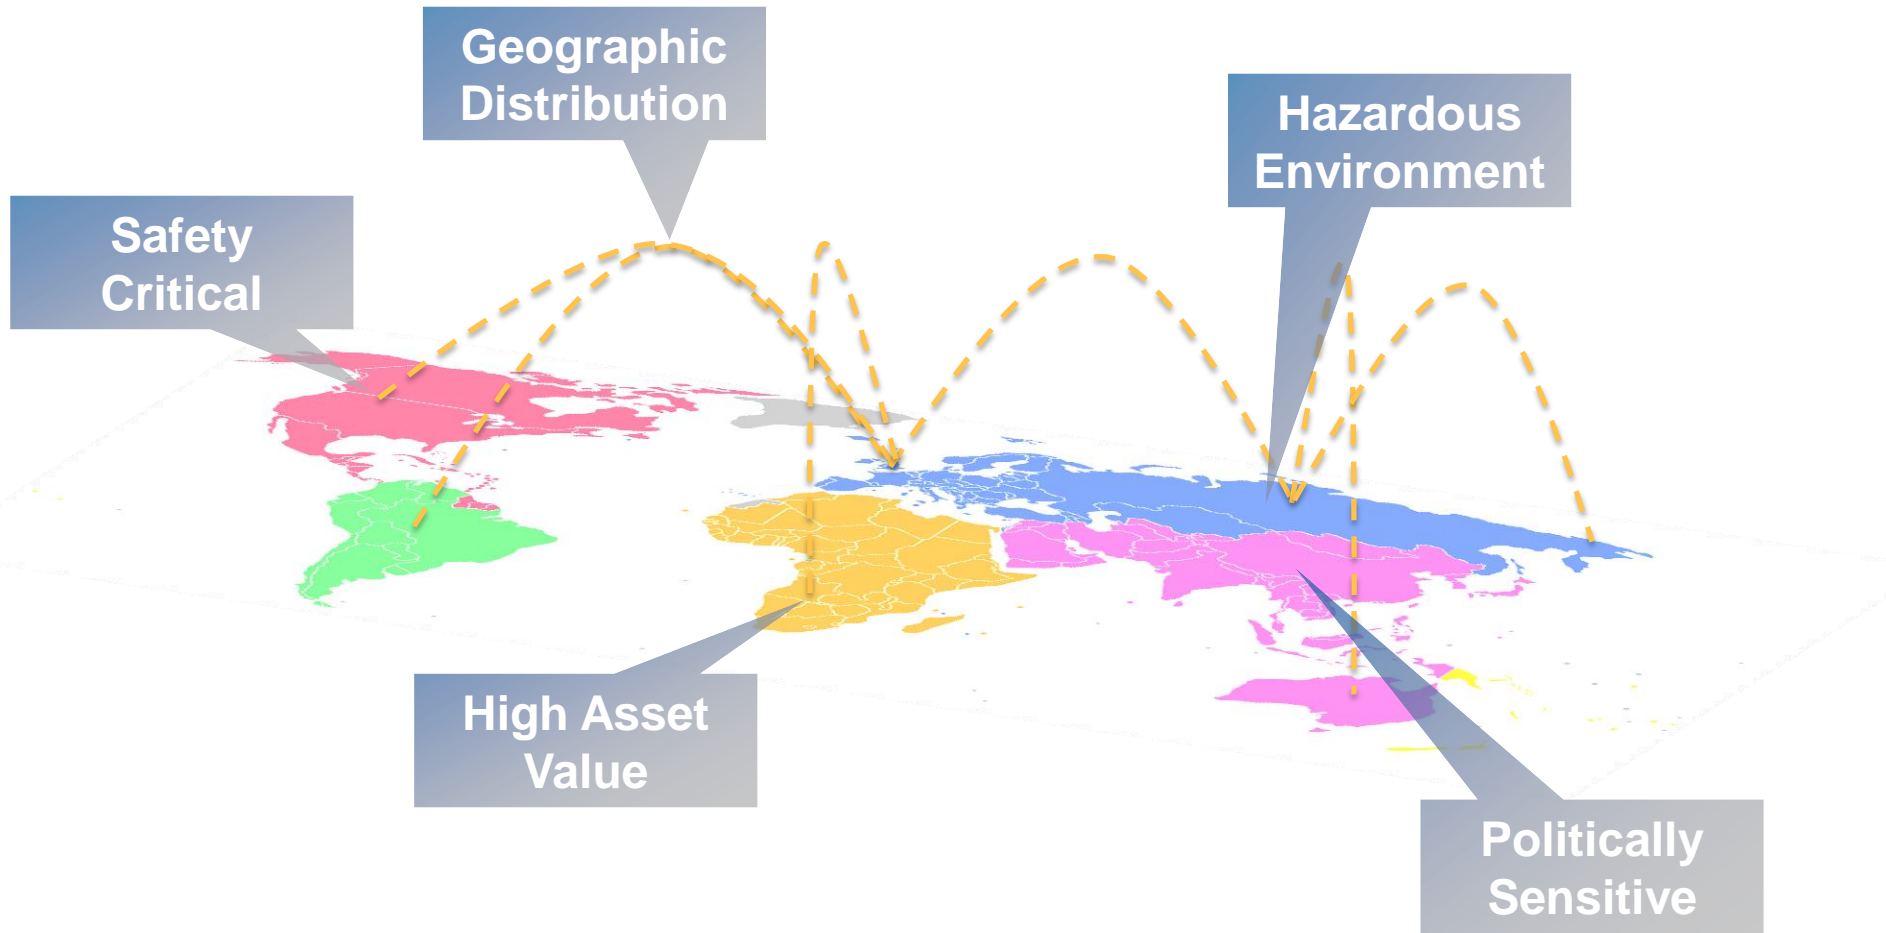 Geographic
Distribution
Hazardous
Environment
Safety
Critical
High Asset
Value
Politically
Sensitive